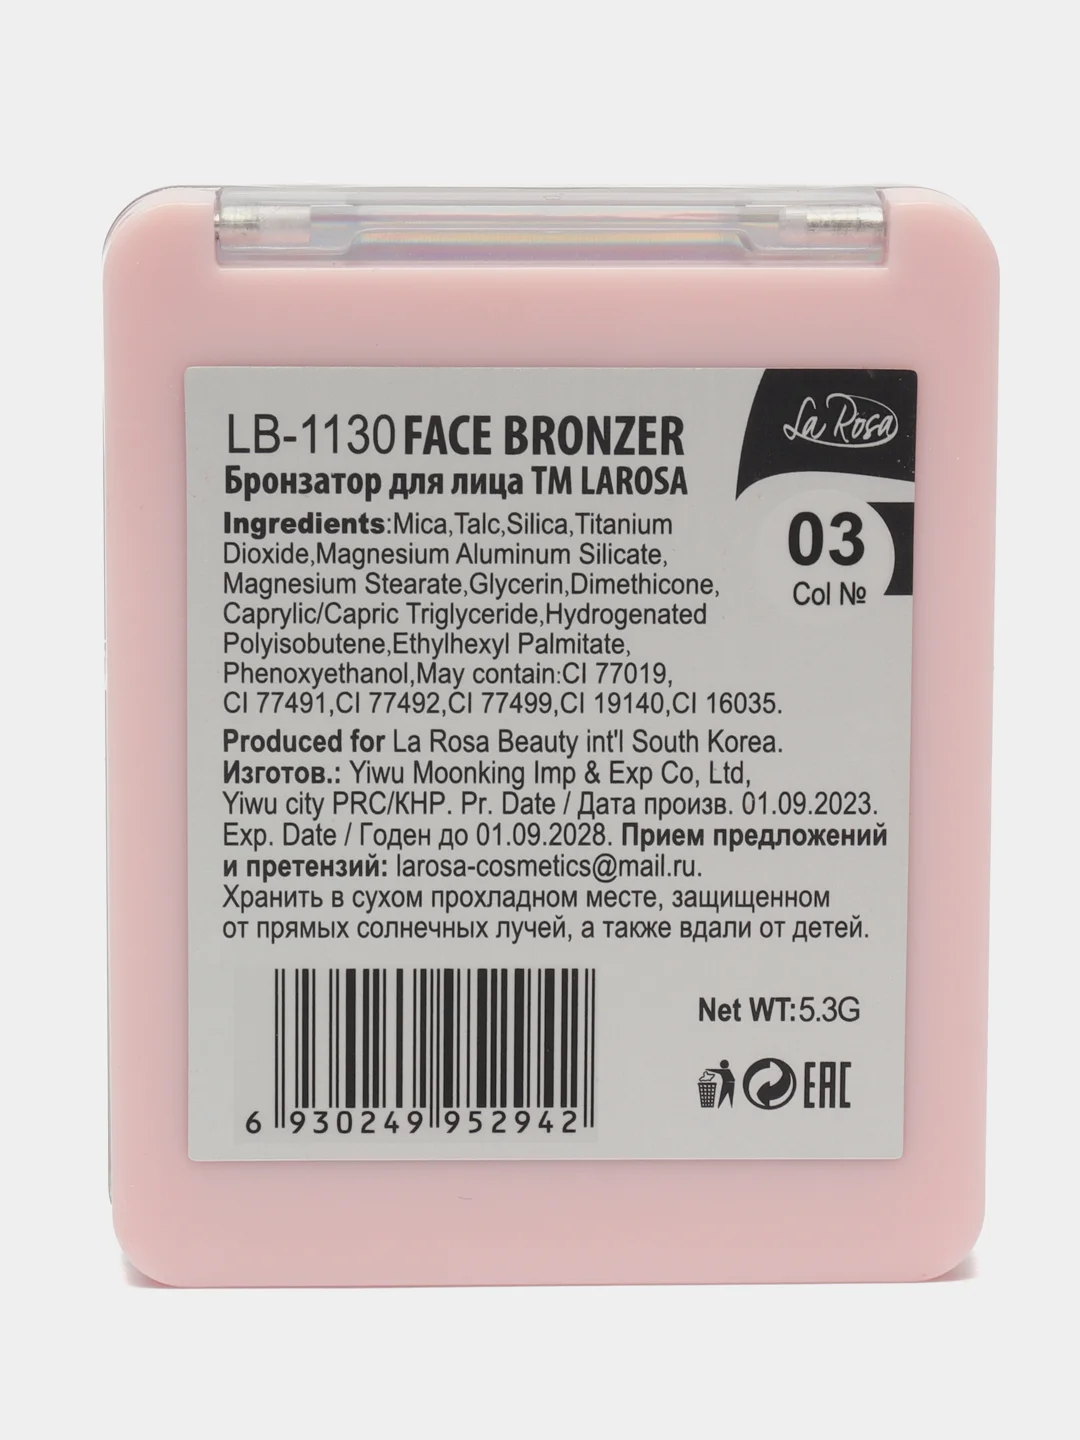 La Rosa
LB-1130 FACE BRONZER
Бронзатор для лица ТМ LAROSA
03
Col №
Ingredients:Mica,Talc,Silica,Titanium
Dioxide,Magnesium Aluminum Silicate,
Magnesium Stearate,Glycerin,Dimethicone,
Caprylic/Capric Triglyceride,Hydrogenated
Polyisobutene,Ethylhexyl Palmitate,
Phenoxyethanol,May contain:CI 77019,
CI 77491,CI 77492,CI 77499,CI 19140,CI 16035.
Produced for La Rosa Beauty int'l South Korea.
Изготов.: Yiwu Moonking Imp & Exp Co, Ltd,
Yiwu city PRC/КНР. Pr. Date / Дата произв. 01.09.2023.
Exp. Date / Годен до 01.09.2028. Прием предложений
и претензий: larosa-cosmetics@mail.ru.
Хранить в сухом прохладном месте, защищенном
от прямых солнечных лучей, а также вдали от детей.
Net WT:5.3G
EAC
6 930249 952942